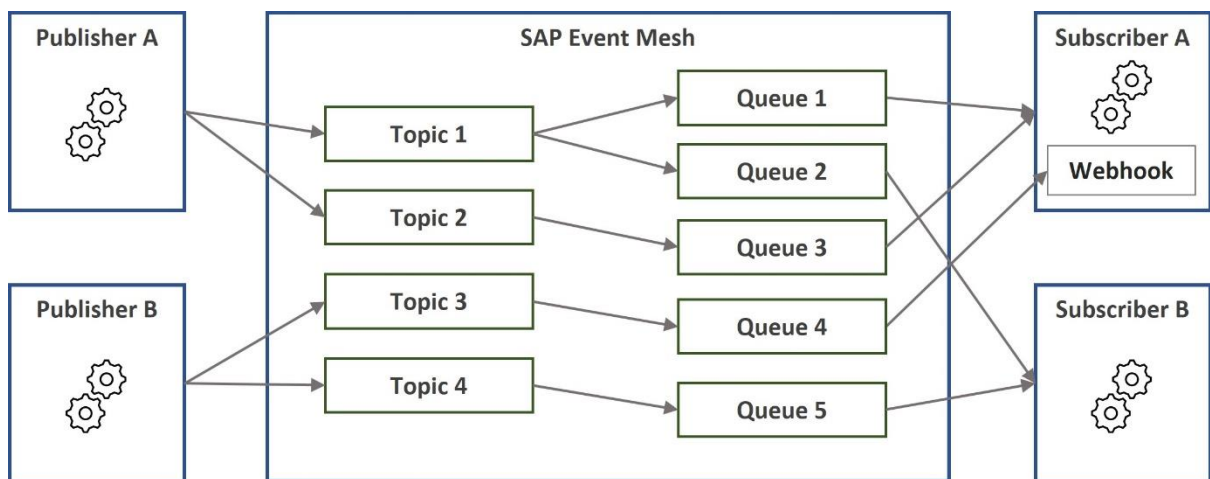 Publisher A
SAP Event Mesh
Subscriber A
Topic 1
Topic 2
Topic 3
Topic 4
Queue 1
Queue 2
Queue 3
Queue 4
Queue 5
Webhook
Publisher B
Subscriber B